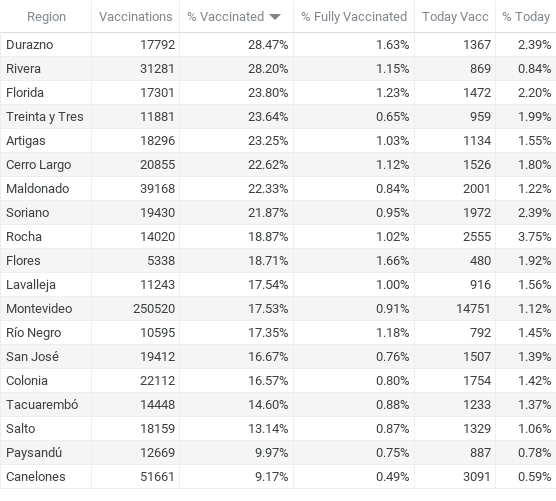 Region Vaccinations % Vaccinated % Fully Vaccinated Today Vacc % Today
Durazno 17792 28.47% 1.63% 1367 2.39%
Rivera 31281 28.20% 1.15% 869 0.84%
Florida 17301 23.80% 1.23% 1472 2.20%
Treinta y Tres 11881 23.64% 0.65% 959 1.99%
Artigas 18296 23.25% 1.03% 1134 1.55%
Cerro Largo 20855 22.62% 1.12% 1526 1.80%
Maldonado 39168 22.33% 0.84% 2001 1.22%
Soriano 19430 21.87% 0.95% 1972 2.39%
Rocha 14020 18.87% 1.02% 2555 3.75%
Flores 5338 18.71% 1.66% 480 1.92%
Lavalleja 11243 17.54% 1.00% 916 1.56%
Montevideo 250520 17.53% 0.91% 14751 1.12%
Río Negro 10595 17.35% 1.18% 792 1.45%
San José 19412 16.67% 0.76% 1507 1.39%
Colonia 22112 16.57% 0.80% 1754 1.42%
Tacuarembó 14448 14.60% 0.88% 1233 1.37%
Salto 18159 13.14% 0.87% 1329 1.06%
Paysandú 12669 9.97% 0.75% 887 0.78%
Canelones 51661 9.17% 0.49% 3091 0.59%